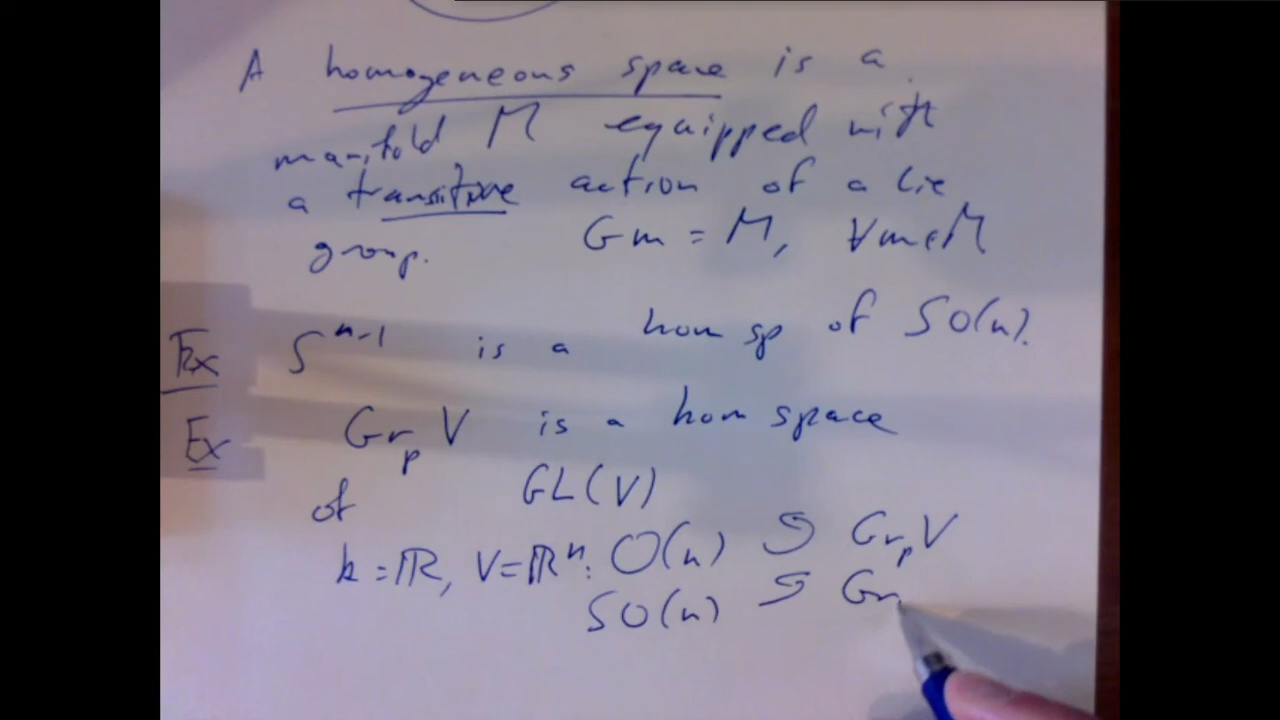 A homogeneous space is a
manifold M equipped with
a transitive action of a Lie
group. Gm = M, ∀m∈M
Ex S^{n-1} is a hom sp of SO(n).
Ex Gr_p V is a hom space
of GL(V)
k=ℝ, V=ℝ^n: O(n) ↺ Gr_p V
SO(n) ↺ Gr